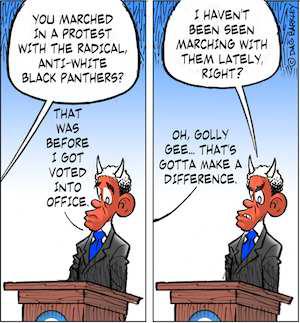 YOU MARCHED
IN A PROTEST
WITH THE RADICAL,
ANTI-WHITE
BLACK PANTHERS?
THAT
WAS
BEFORE
I GOT
VOTED
INTO
OFFICE.
I HAVEN'T
BEEN SEEN
MARCHING WITH
THEM LATELY,
RIGHT?
OH, GOLLY
GEE... THAT'S
GOTTA MAKE A
DIFFERENCE.